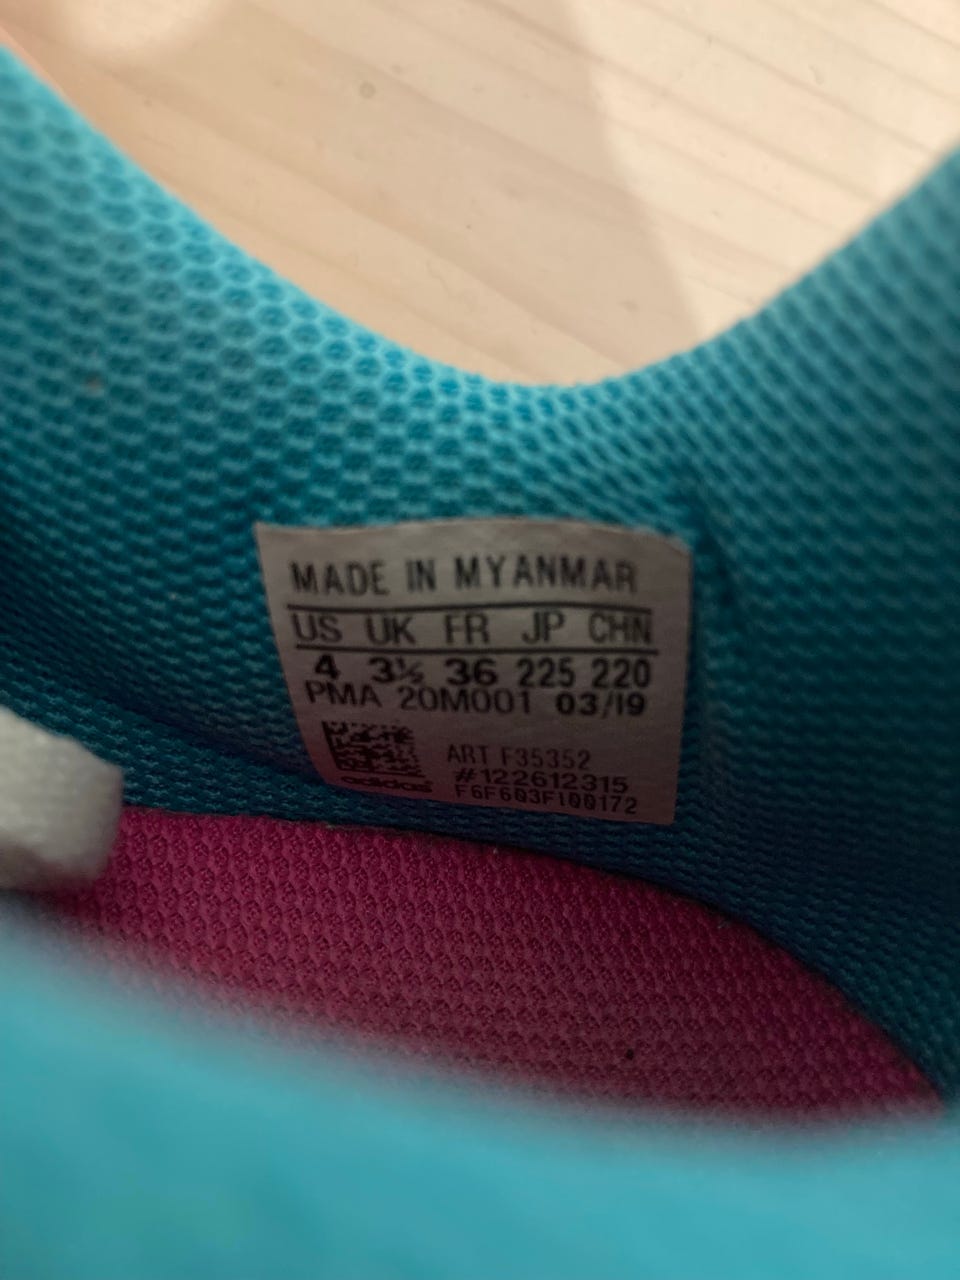 MADE IN MYANMAR
US UK FR JP CHN
4 3½ 36 225 220
PMA 20M001 03/19
ART F35352
adidas #122612315
F6F603F100172